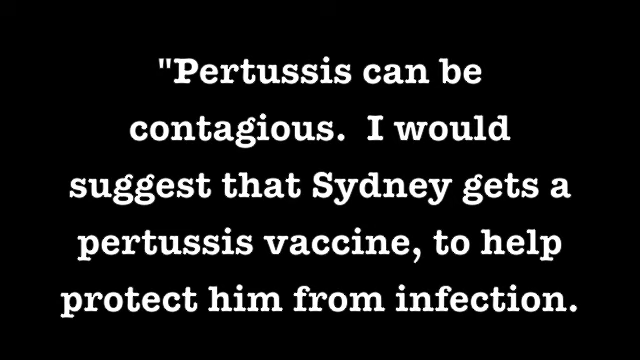 "Pertussis can be
contagious.  I would
suggest that Sydney gets a
pertussis vaccine, to help
protect him from infection.